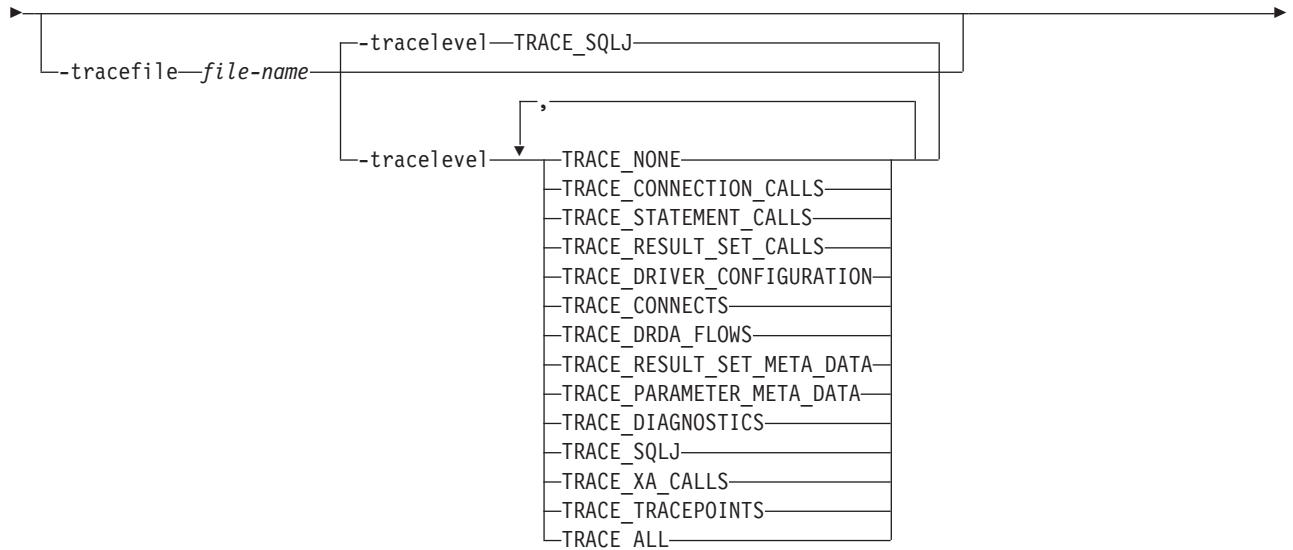 -tracelevel TRACE_SQLJ
-tracefile file-name
,
-tracelevel TRACE_NONE
TRACE_CONNECTION_CALLS
TRACE_STATEMENT_CALLS
TRACE_RESULT_SET_CALLS
TRACE_DRIVER_CONFIGURATION
TRACE_CONNECTS
TRACE_DRDA_FLOWS
TRACE_RESULT_SET_META_DATA
TRACE_PARAMETER_META_DATA
TRACE_DIAGNOSTICS
TRACE_SQLJ
TRACE_XA_CALLS
TRACE_TRACEPOINTS
TRACE_ALL